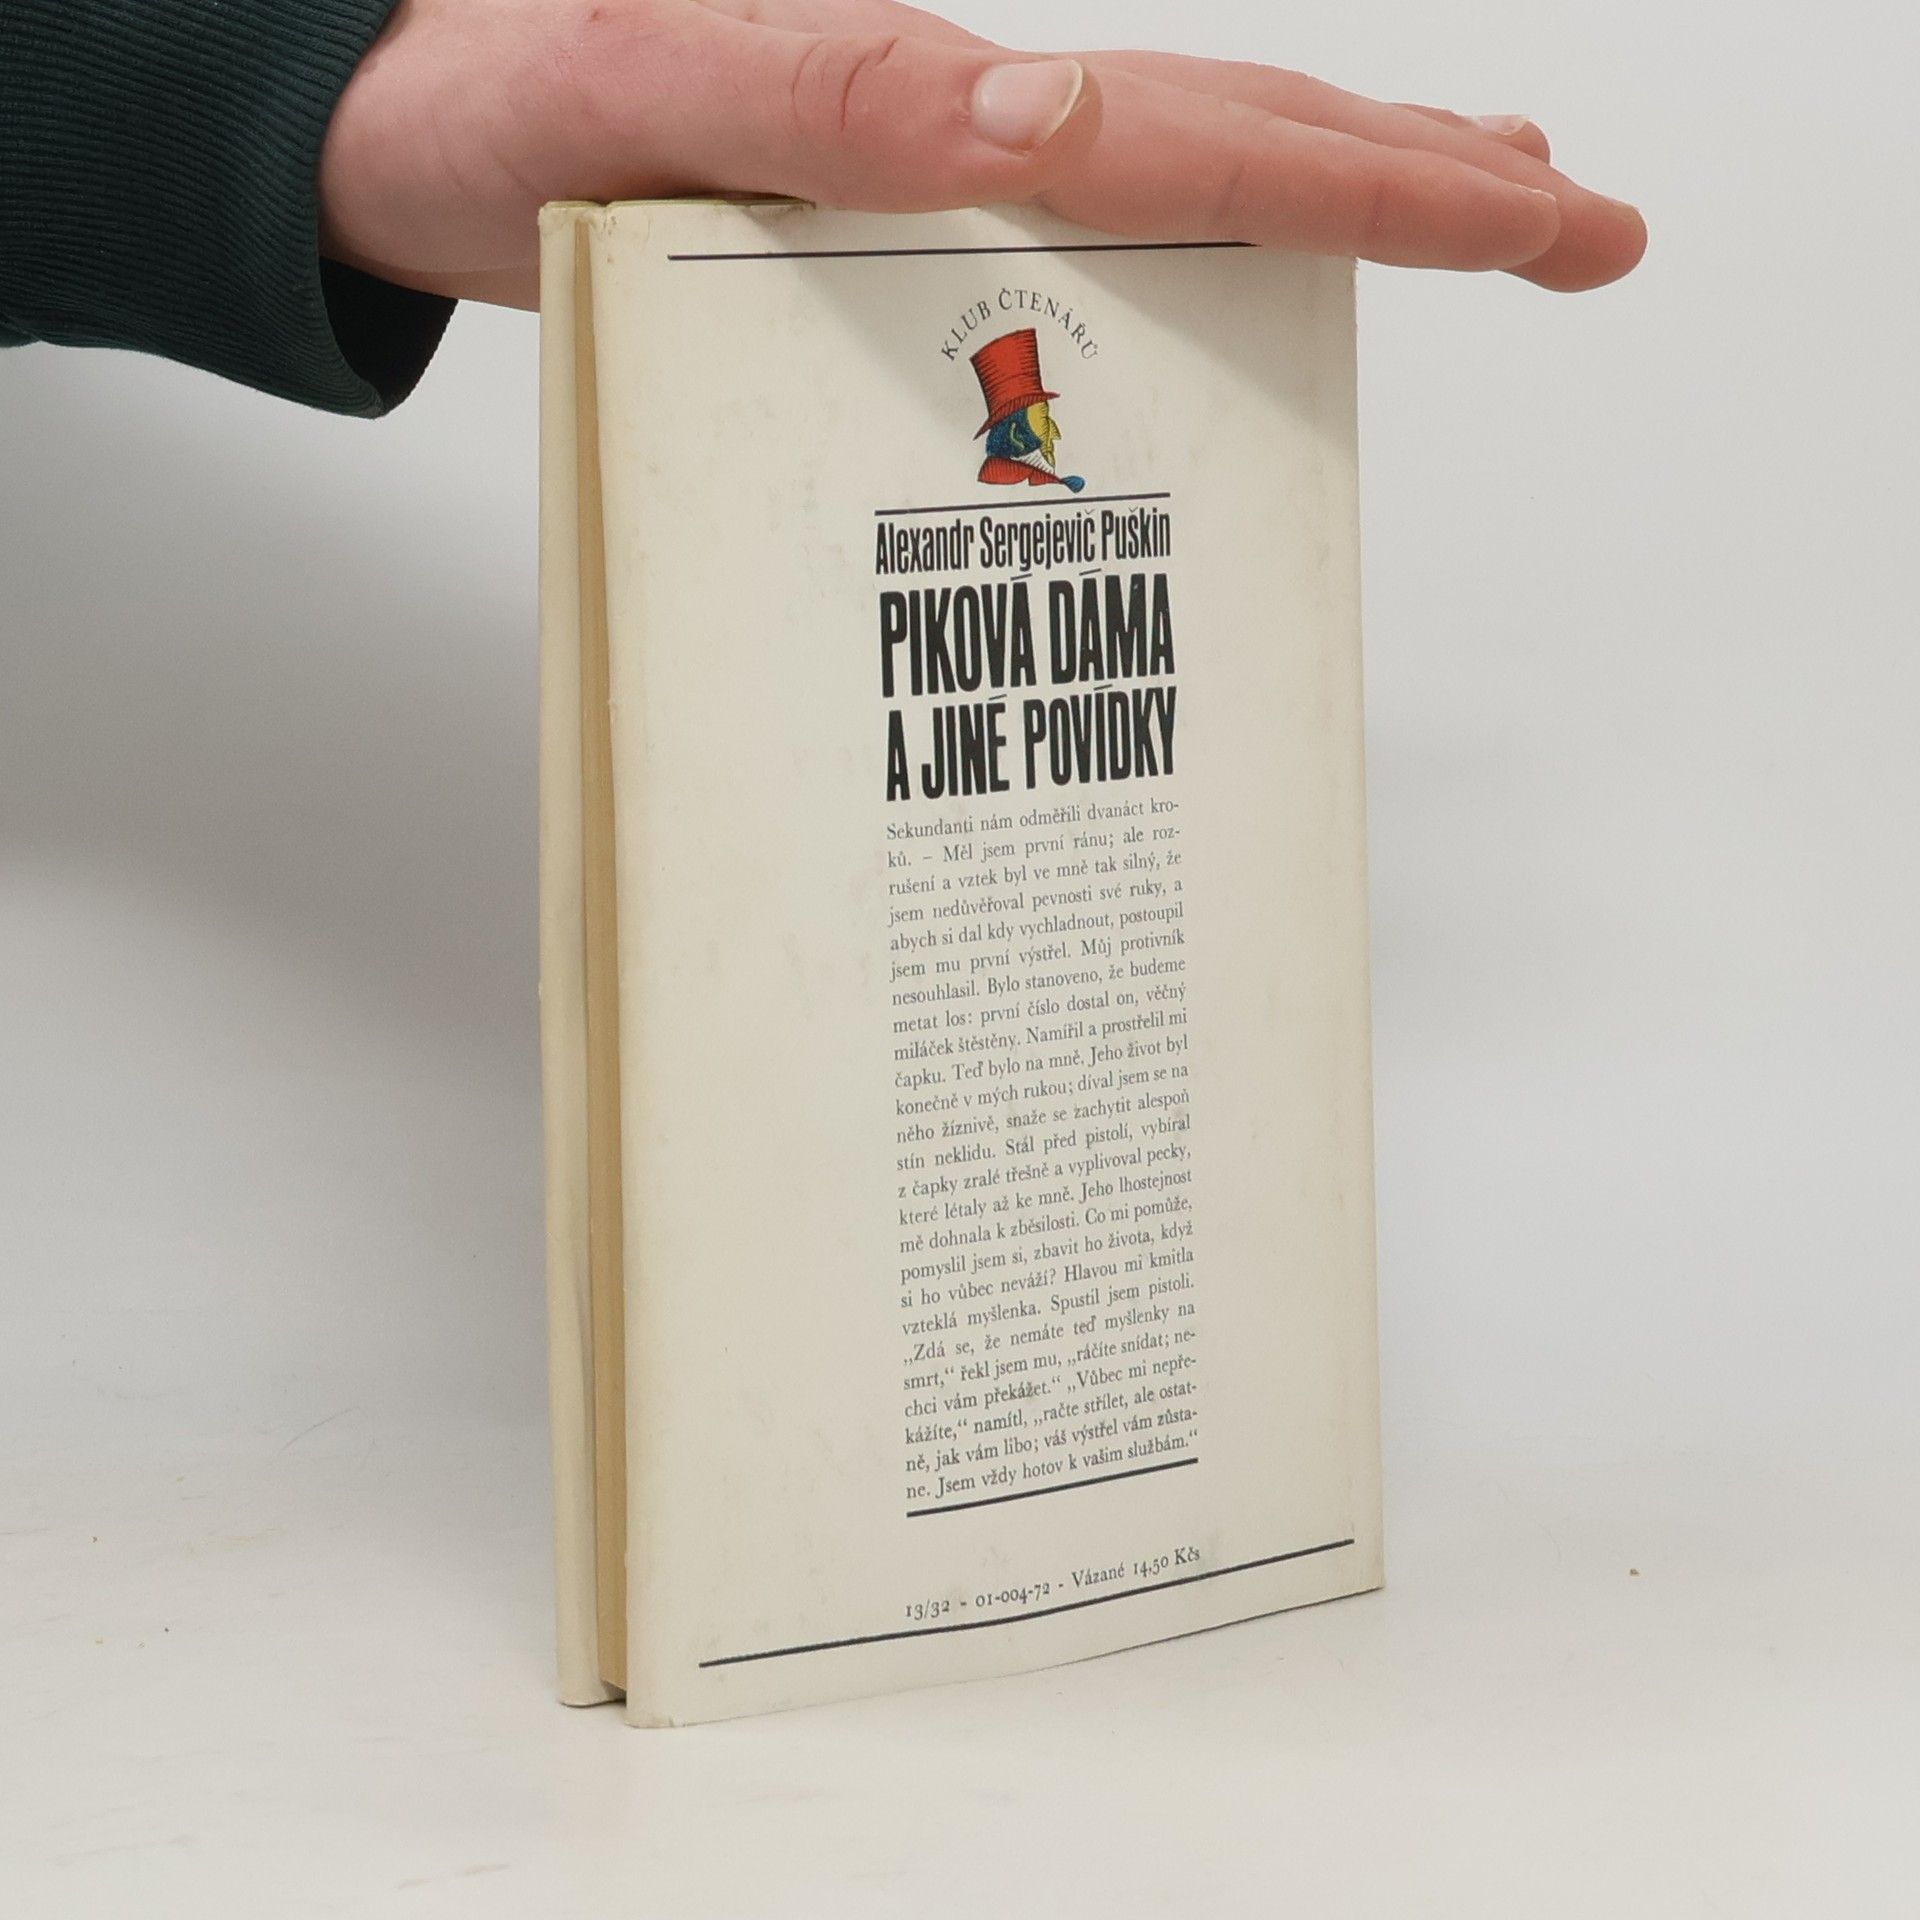 KLUB ČTENÁŘŮ
Alexandr Sergejevič Puškin
PIKOVÁ DÁMA
A JINÉ POVÍDKY
Sekundanti nám odměřili dvanáct kro-
ků. – Měl jsem první ránu; ale roz-
rušení a vztek byl ve mně tak silný, že
jsem nedůvěřoval pevnosti své ruky, a
abych si dal kdy vychladnout, postoupil
jsem mu první výstřel. Můj protivník
nesouhlasil. Bylo stanoveno, že budeme
metat los: první číslo dostal on, věčný
miláček štěstěny. Namířil a prostřelil mi
čapku. Teď bylo na mně. Jeho život byl
konečně v mých rukou; díval jsem se na
něho žíznivě, snaže se zachytit alespoň
stín neklidu. Stál před pistolí, vybíral
z čapky zralé třešně a vyplivoval pecky,
které létaly až ke mně. Jeho lhostejnost
mě dohnala k zběsilosti. Co mi pomůže,
pomyslil jsem si, zbavit ho života, když
si ho vůbec neváží? Hlavou mi kmitla
vzteklá myšlenka. Spustil jsem pistoli.
„Zdá se, že nemáte teď myšlenky na
smrt,“ řekl jsem mu, „ráčíte snídat; ne-
chci vám překážet.“ „Vůbec mi nepře-
kážíte,“ namítl, „račte střílet, ale ostat-
ně, jak vám libo; váš výstřel vám zůsta-
ne. Jsem vždy hotov k vašim službám.“
13/32 - 01-004-72 - Vázané 14,50 Kčs